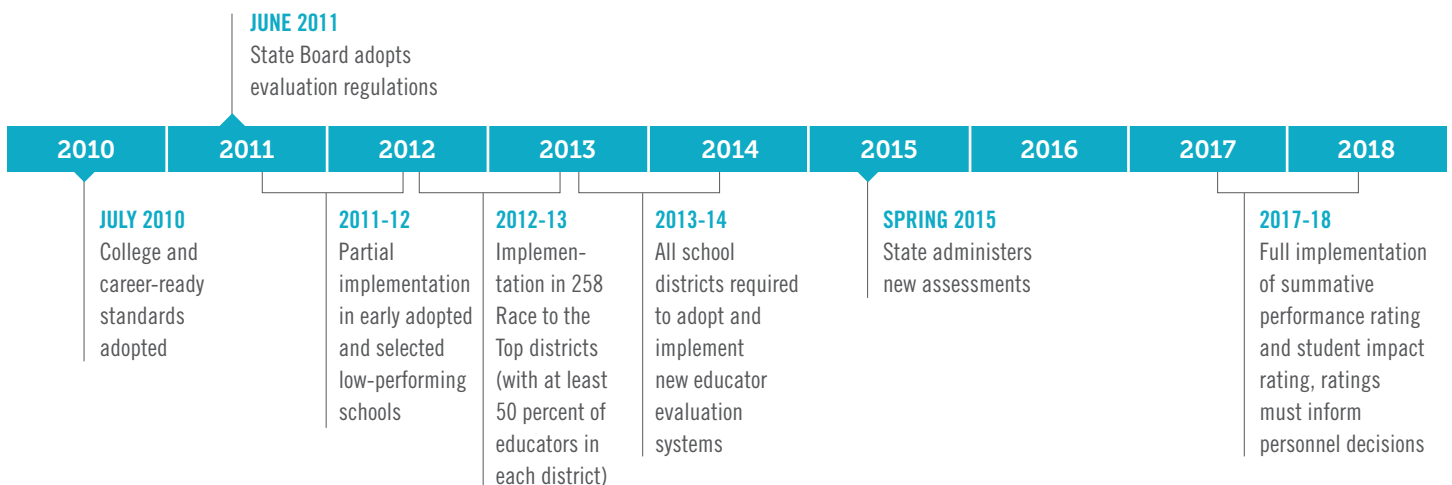 JUNE 2011
State Board adopts
evaluation regulations
2010
2011
2012
2013
2014
2015
2016
2017
2018
JULY 2010
College and
career-ready
standards
adopted
2011-12
Partial
implementation
in early adopted
and selected
low-performing
schools
2012-13
Implemen-
tation in 258
Race to the
Top districts
(with at least
50 percent of
educators in
each district)
2013-14
All school
districts required
to adopt and
implement
new educator
evaluation
systems
SPRING 2015
State administers
new assessments
2017-18
Full implementation
of summative
performance rating
and student impact
rating, ratings
must inform
personnel decisions